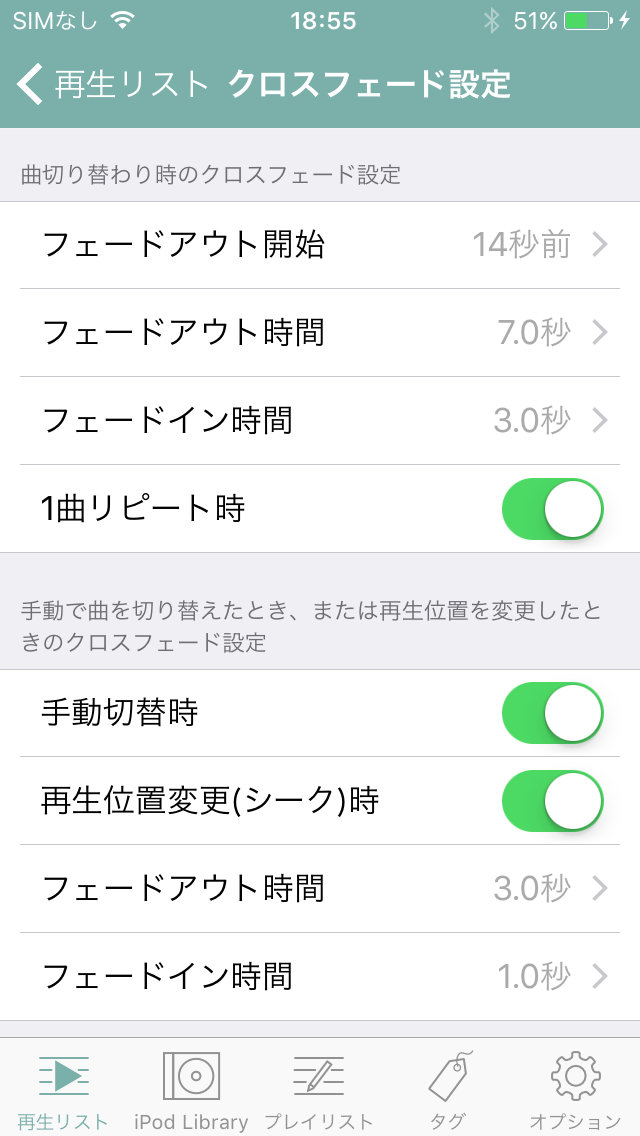 SIMなし 18:55 51%
再生リスト クロスフェード設定
曲切り替わり時のクロスフェード設定
フェードアウト開始 14秒前
フェードアウト時間 7.0秒
フェードイン時間 3.0秒
1曲リピート時
手動で曲を切り替えたとき、または再生位置を変更したと
きのクロスフェード設定
手動切替時
再生位置変更(シーク)時
フェードアウト時間 3.0秒
フェードイン時間 1.0秒
再生リスト iPod Library プレイリスト タグ オプション